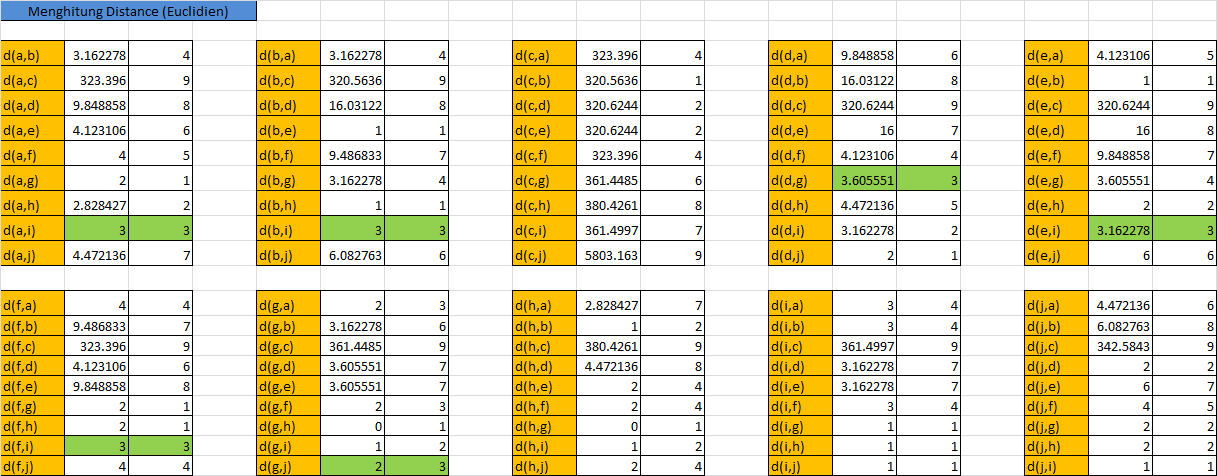 Menghitung Distance (Euclidien)
d(a,b) 3.162278 4 d(b,a) 3.162278 4 d(c,a) 323.396 4 d(d,a) 9.848858 6 d(e,a) 4.123106 5
d(a,c) 323.396 9 d(b,c) 320.5636 9 d(c,b) 320.5636 1 d(d,b) 16.03122 8 d(e,b) 1 1
d(a,d) 9.848858 8 d(b,d) 16.03122 8 d(c,d) 320.6244 2 d(d,c) 320.6244 9 d(e,c) 320.6244 9
d(a,e) 4.123106 6 d(b,e) 1 1 d(c,e) 320.6244 2 d(d,e) 16 7 d(e,d) 16 8
d(a,f) 4 5 d(b,f) 9.486833 7 d(c,f) 323.396 4 d(d,f) 4.123106 4 d(e,f) 9.848858 7
d(a,g) 2 1 d(b,g) 3.162278 4 d(c,g) 361.4485 6 d(d,g) 3.605551 3 d(e,g) 3.605551 4
d(a,h) 2.828427 2 d(b,h) 1 1 d(c,h) 380.4261 8 d(d,h) 4.472136 5 d(e,h) 2 2
d(a,i) 3 3 d(b,i) 3 3 d(c,i) 361.4997 7 d(d,i) 3.162278 2 d(e,i) 3.162278 3
d(a,j) 4.472136 7 d(b,j) 6.082763 6 d(c,j) 5803.163 9 d(d,j) 2 1 d(e,j) 6 6
d(f,a) 4 4 d(g,a) 2 3 d(h,a) 2.828427 7 d(i,a) 3 4 d(j,a) 4.472136 6
d(f,b) 9.486833 7 d(g,b) 3.162278 6 d(h,b) 1 2 d(i,b) 3 4 d(j,b) 6.082763 8
d(f,c) 323.396 9 d(g,c) 361.4485 9 d(h,c) 380.4261 9 d(i,c) 361.4997 9 d(j,c) 342.5843 9
d(f,d) 4.123106 6 d(g,d) 3.605551 7 d(h,d) 4.472136 8 d(i,d) 3.162278 7 d(j,d) 2 2
d(f,e) 9.848858 8 d(g,e) 3.605551 7 d(h,e) 2 4 d(i,e) 3.162278 7 d(j,e) 6 7
d(f,g) 2 1 d(g,f) 2 3 d(h,f) 2 4 d(i,f) 3 4 d(j,f) 4 5
d(f,h) 2 1 d(g,h) 0 1 d(h,g) 0 1 d(i,g) 1 1 d(j,g) 2 2
d(f,i) 3 3 d(g,i) 1 2 d(h,i) 1 2 d(i,h) 1 1 d(j,h) 2 2
d(f,j) 4 4 d(g,j) 2 3 d(h,j) 2 4 d(i,j) 1 1 d(j,i) 1 1